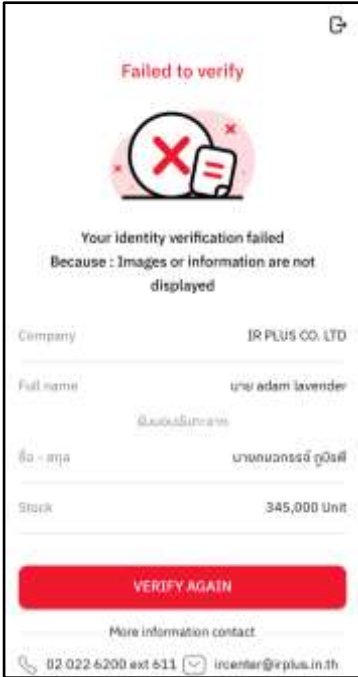 Failed to verify
Your identity verification failed
Because : Images or information are not
displayed
Company IR PLUS CO. LTD
Full name นาย adam lavender
ชื่อ - สกุล
Stock 345,000 Unit
VERIFY AGAIN
More information contact
02 022 6200 ext 611 ircenter@irplus.in.th